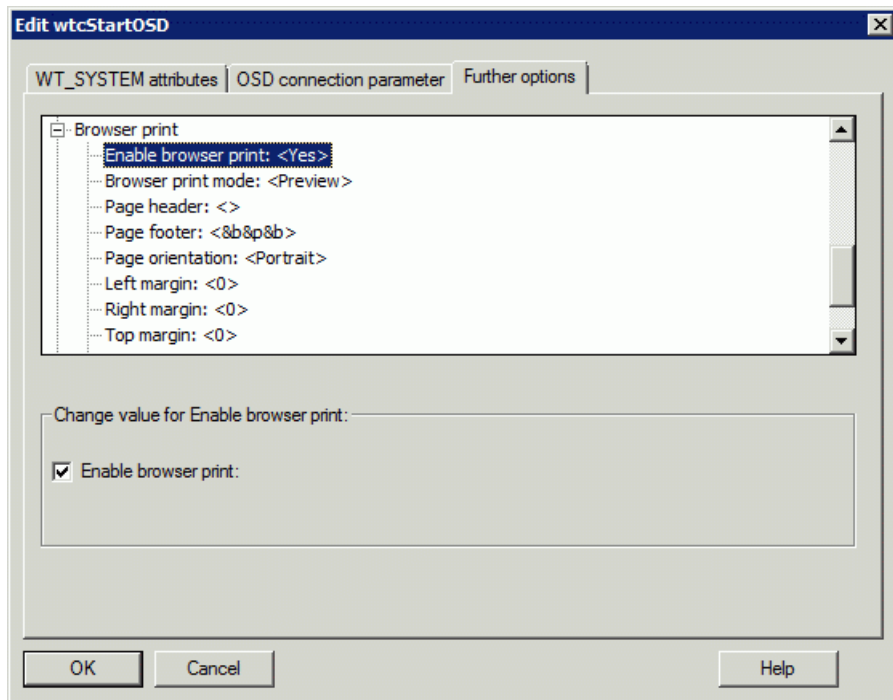 Edit wtcStartOSD
WT_SYSTEM attributes OSD connection parameter Further options
Browser print
Enable browser print: <Yes>
Browser print mode: <Preview>
Page header: <>
Page footer: <&b&p&b>
Page orientation: <Portrait>
Left margin: <0>
Right margin: <0>
Top margin: <0>
Change value for Enable browser print:
Enable browser print:
OK Cancel Help